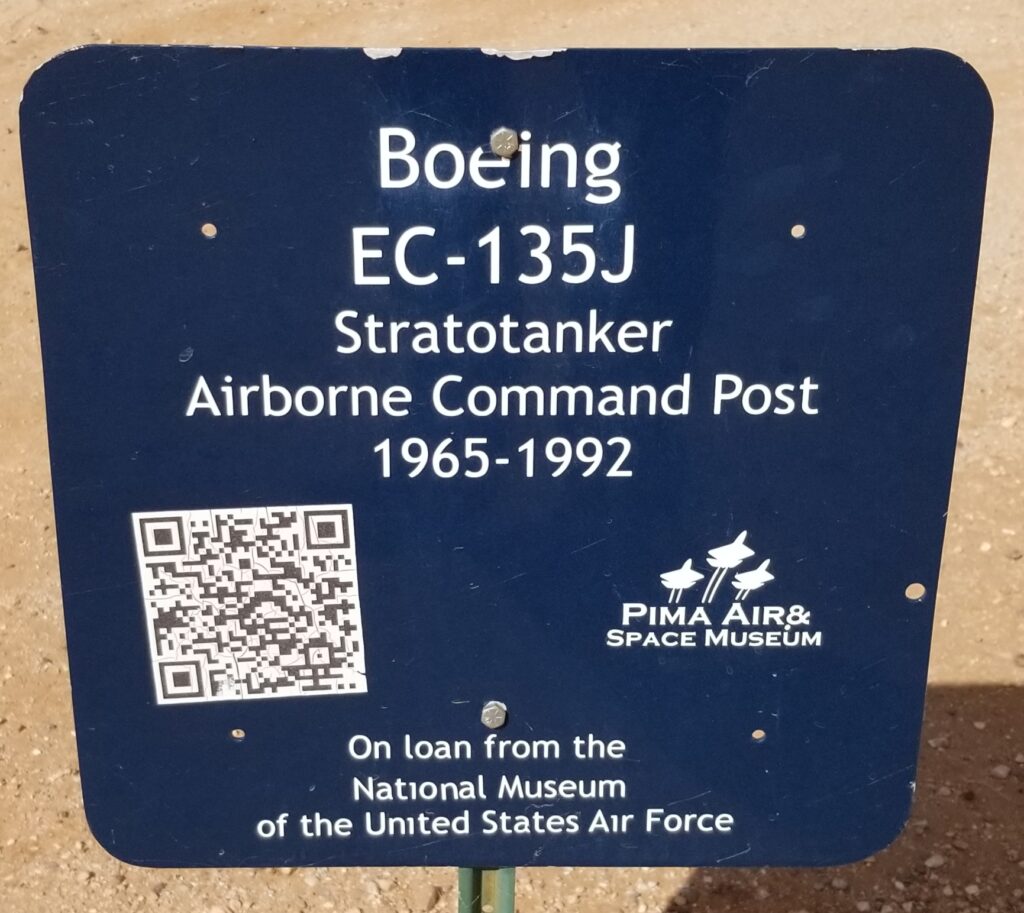 Boeing
EC-135J
Stratotanker
Airborne Command Post
1965-1992
PIMA AIR&
SPACE MUSEUM
On loan from the
National Museum
of the United States Air Force